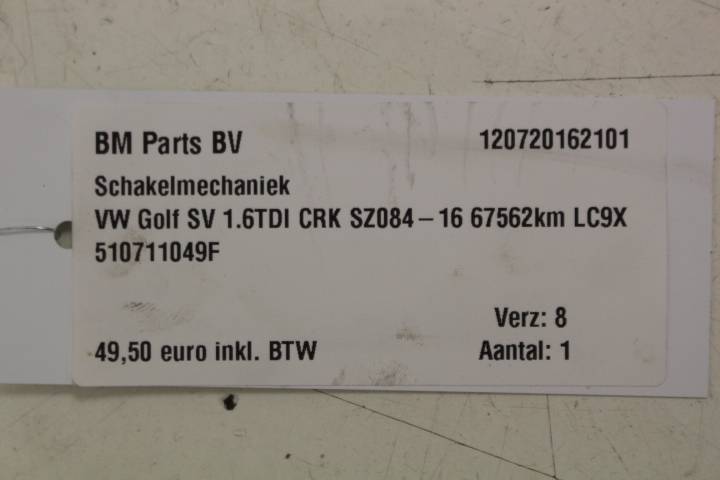 BM Parts BV 120720162101
Schakelmechaniek
VW Golf SV 1.6TDI CRK SZ084-16 67562km LC9X
510711049F
Verz: 8
49,50 euro inkl. BTW Aantal: 1